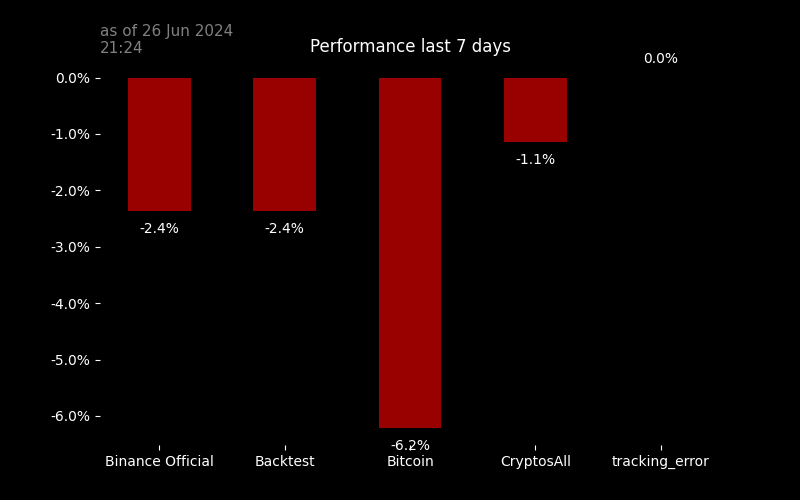 as of 26 Jun 2024
21:24
Performance last 7 days
0.0%
0.0%
-1.0%
-1.1%
-2.0%
-2.4%
-2.4%
-3.0%
-4.0%
-5.0%
-6.0%
-6.2%
Binance Official
Backtest
Bitcoin
CryptosAll
tracking_error